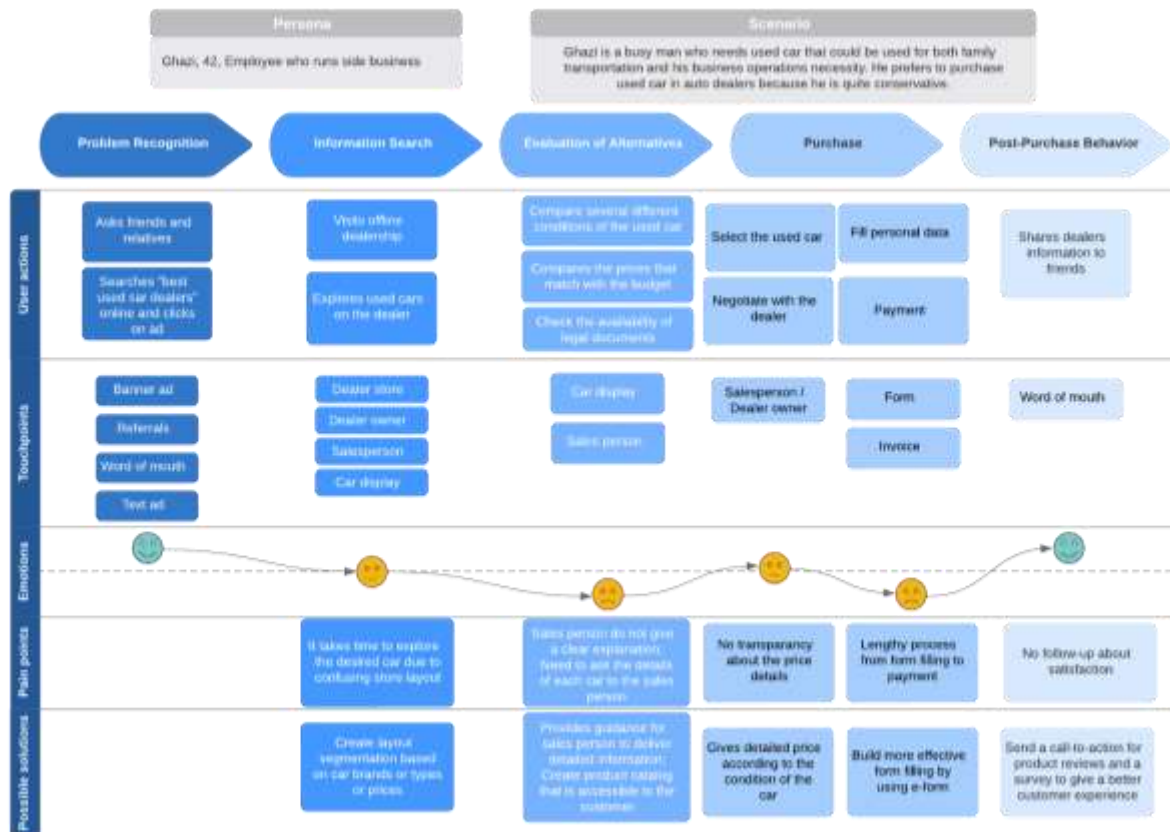 Persona
Scenario
Ghazi, 42, Employee who runs side business
Ghazi is a busy man who needs used car that could be used for both family
transportation and his business operations necessity. He prefers to purchase
used car in auto dealers because he is quite conservative.
Problem Recognition
Information Search
Evaluation of Alternatives
Purchase
Post-Purchase Behavior
User actions
Asks friends and
relatives
Searches "best
used car dealers"
online and clicks
on ad
Visits offline
dealership
Explores used cars
on the dealer
Compare several different
conditions of the used car
Compares the prices that
match with the budget
Check the availability of
legal documents
Select the used car
Negotiate with the
dealer
Fill personal data
Payment
Shares dealers
information to
friends
Touchpoints
Banner ad
Referrals
Word of mouth
Text ad
Dealer store
Dealer owner
Salesperson
Car display
Car display
Sales person
Salesperson /
Dealer owner
Form
Invoice
Word of mouth
Emotions
Pain points
It takes time to explore
the desired car due to
confusing store layout
Sales person do not give
a clear explanation;
Need to ask the details
of each car to the sales
person
No transparency
about the price
details
Lengthy process
from form filling to
payment
No follow-up about
satisfaction
Possible solutions
Create layout
segmentation based
on car brands or types
or prices
Provides guidance for
sales person to deliver
detailed information;
Create product catalog
that is accessible to the
customer
Gives detailed price
according to the
condition of the
car
Build more effective
form filling by
using e-form
Send a call-to-action for
product reviews and a
survey to give a better
customer experience